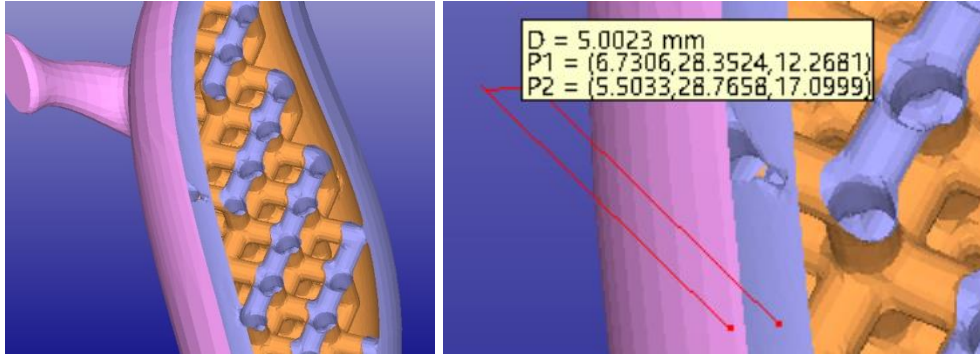 D = 5.0023 mm
P1 = (6.7306,28.3524,12.2681)
P2 = (5.5033,28.7658,17.0999)